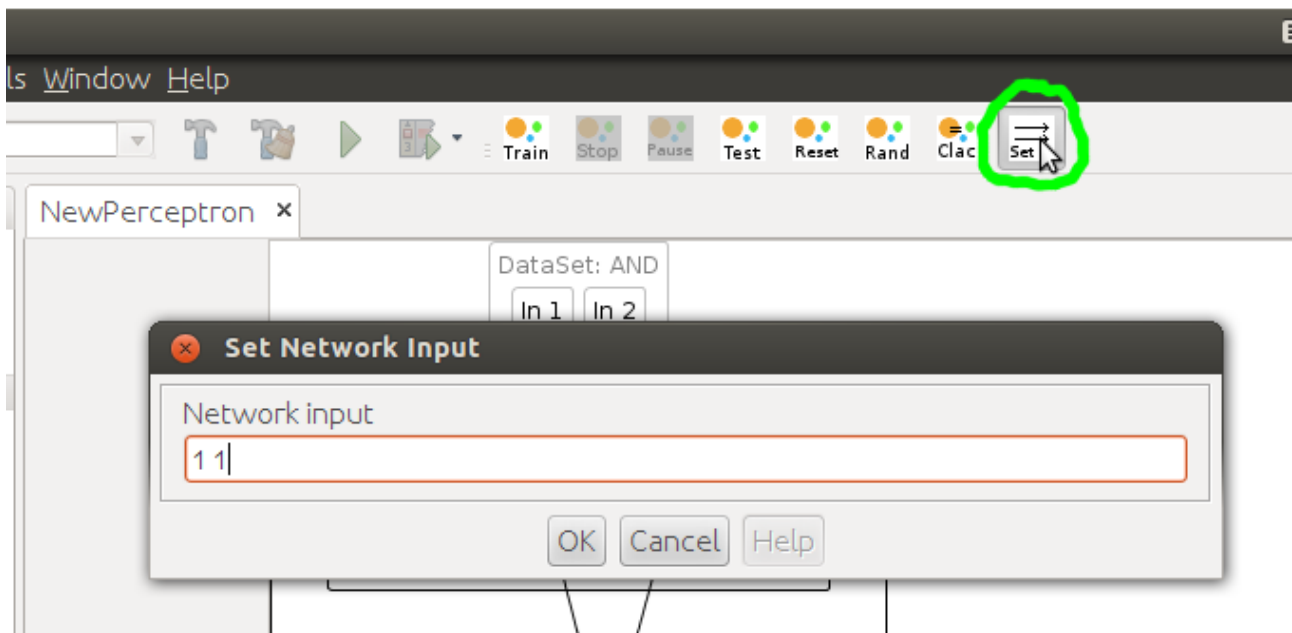 ls Window Help
Train Stop Pause Test Reset Rand Clac Set
NewPerceptron ×
DataSet: AND
In 1 In 2
Set Network Input
Network input
1 1
OK Cancel Help